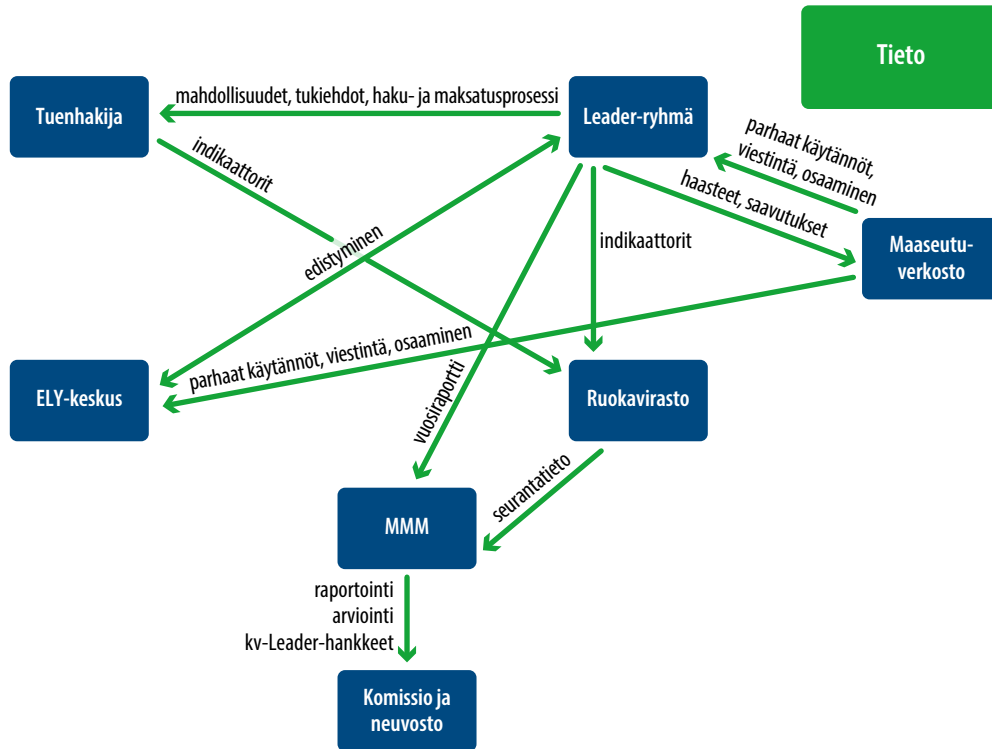 Tieto
mahdollisuudet, tukiehdot, haku- ja maksatusprosessi
Tuenhakija
Leader-ryhmä
parhaat käytännöt,
viestintä, osaaminen
indikaattorit
haasteet, saavutukset
edistyminen
indikaattorit
Maaseutu-
verkosto
parhaat käytännöt, viestintä, osaaminen
ELY-keskus
vuosiraportti
Ruokavirasto
seurantatieto
MMM
raportointi
arviointi
kv-Leader-hankkeet
Komissio ja
neuvosto